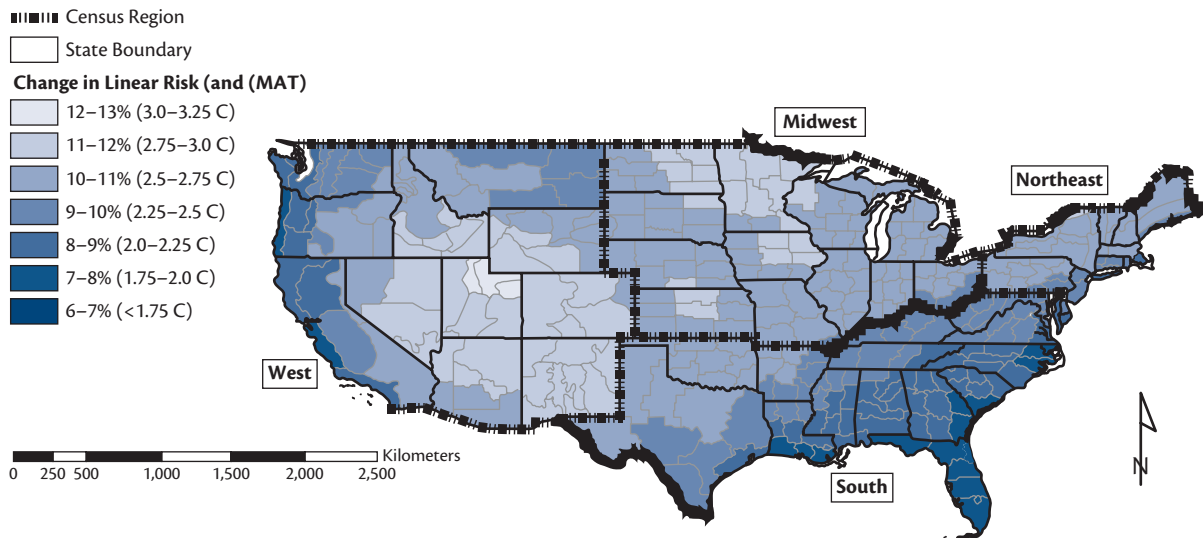 Census Region
State Boundary
Change in Linear Risk (and (MAT)
12–13% (3.0–3.25 C)
11–12% (2.75–3.0 C)
10–11% (2.5–2.75 C)
9–10% (2.25–2.5 C)
8–9% (2.0–2.25 C)
7–8% (1.75–2.0 C)
6–7% (<1.75 C)
Midwest
Northeast
West
South
Kilometers
0 250 500 1,000 1,500 2,000 2,500
N